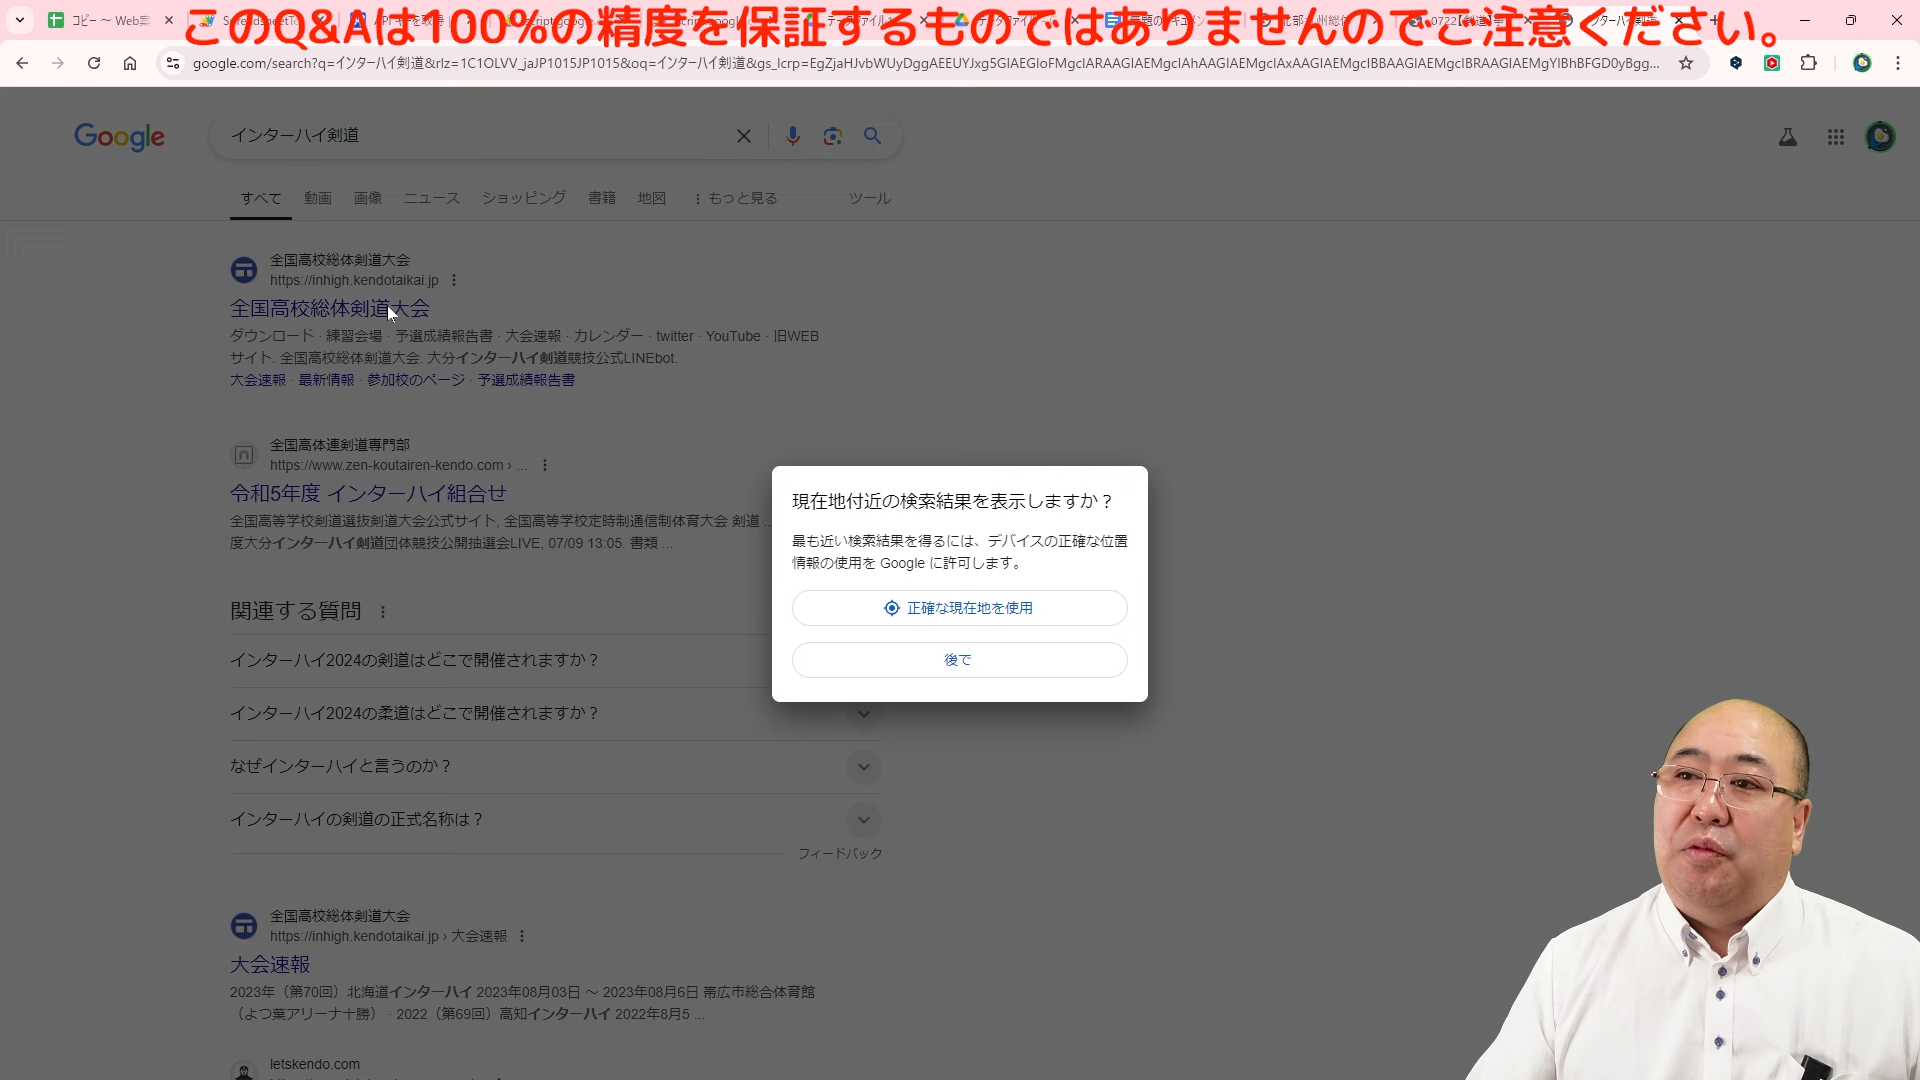 このQ&Aは100%の精度を保証するものではありませんのでご注意ください。
google.com/search?q=インターハイ剣道&rlz=1C1OLVV_jaJP1015JP1015&oq=インターハイ剣道&gs_lcrp=
Google
インターハイ剣道
すべて 動画 画像 ニュース ショッピング 書籍 地図 もっと見る ツール
全国高校総体剣道大会
https://inhigh.kendotaikai.jp
全国高校総体剣道大会
ダウンロード · 練習会場 · 予選成績報告書 · 大会速報 · カレンダー · twitter · YouTube · 旧WEB
サイト. 全国高校総体剣道大会. 大分インターハイ剣道競技公式LINEbot.
大会速報 · 最新情報 · 参加校のページ · 予選成績報告書
全国高体連剣道専門部
https://www.zen-koutairen-kendo.com › ...
令和5年度 インターハイ組合せ
全国高等学校剣道選抜剣道大会公式サイト, 全国高等学校定時制通信制体育大会 剣道 ...
度大分インターハイ剣道団体競技公開抽選会LIVE, 07/09 13:05. 書類 ...
関連する質問
インターハイ2024の剣道はどこで開催されますか？
インターハイ2024の柔道はどこで開催されますか？
なぜインターハイと言うのか？
インターハイの剣道の正式名称は？
フィードバック
全国高校総体剣道大会
https://inhigh.kendotaikai.jp › 大会速報
大会速報
2023年（第70回）北海道インターハイ 2023年08月03日 ～ 2023年08月6日 帯広市総合体育館
（よつ葉アリーナ十勝） · 2022（第69回）高知インターハイ 2022年8月5 ...
letskendo.com
現在地付近の検索結果を表示しますか？
最も近い検索結果を得るには、デバイスの正確な位置
情報の使用を Google に許可します。
正確な現在地を使用
後で